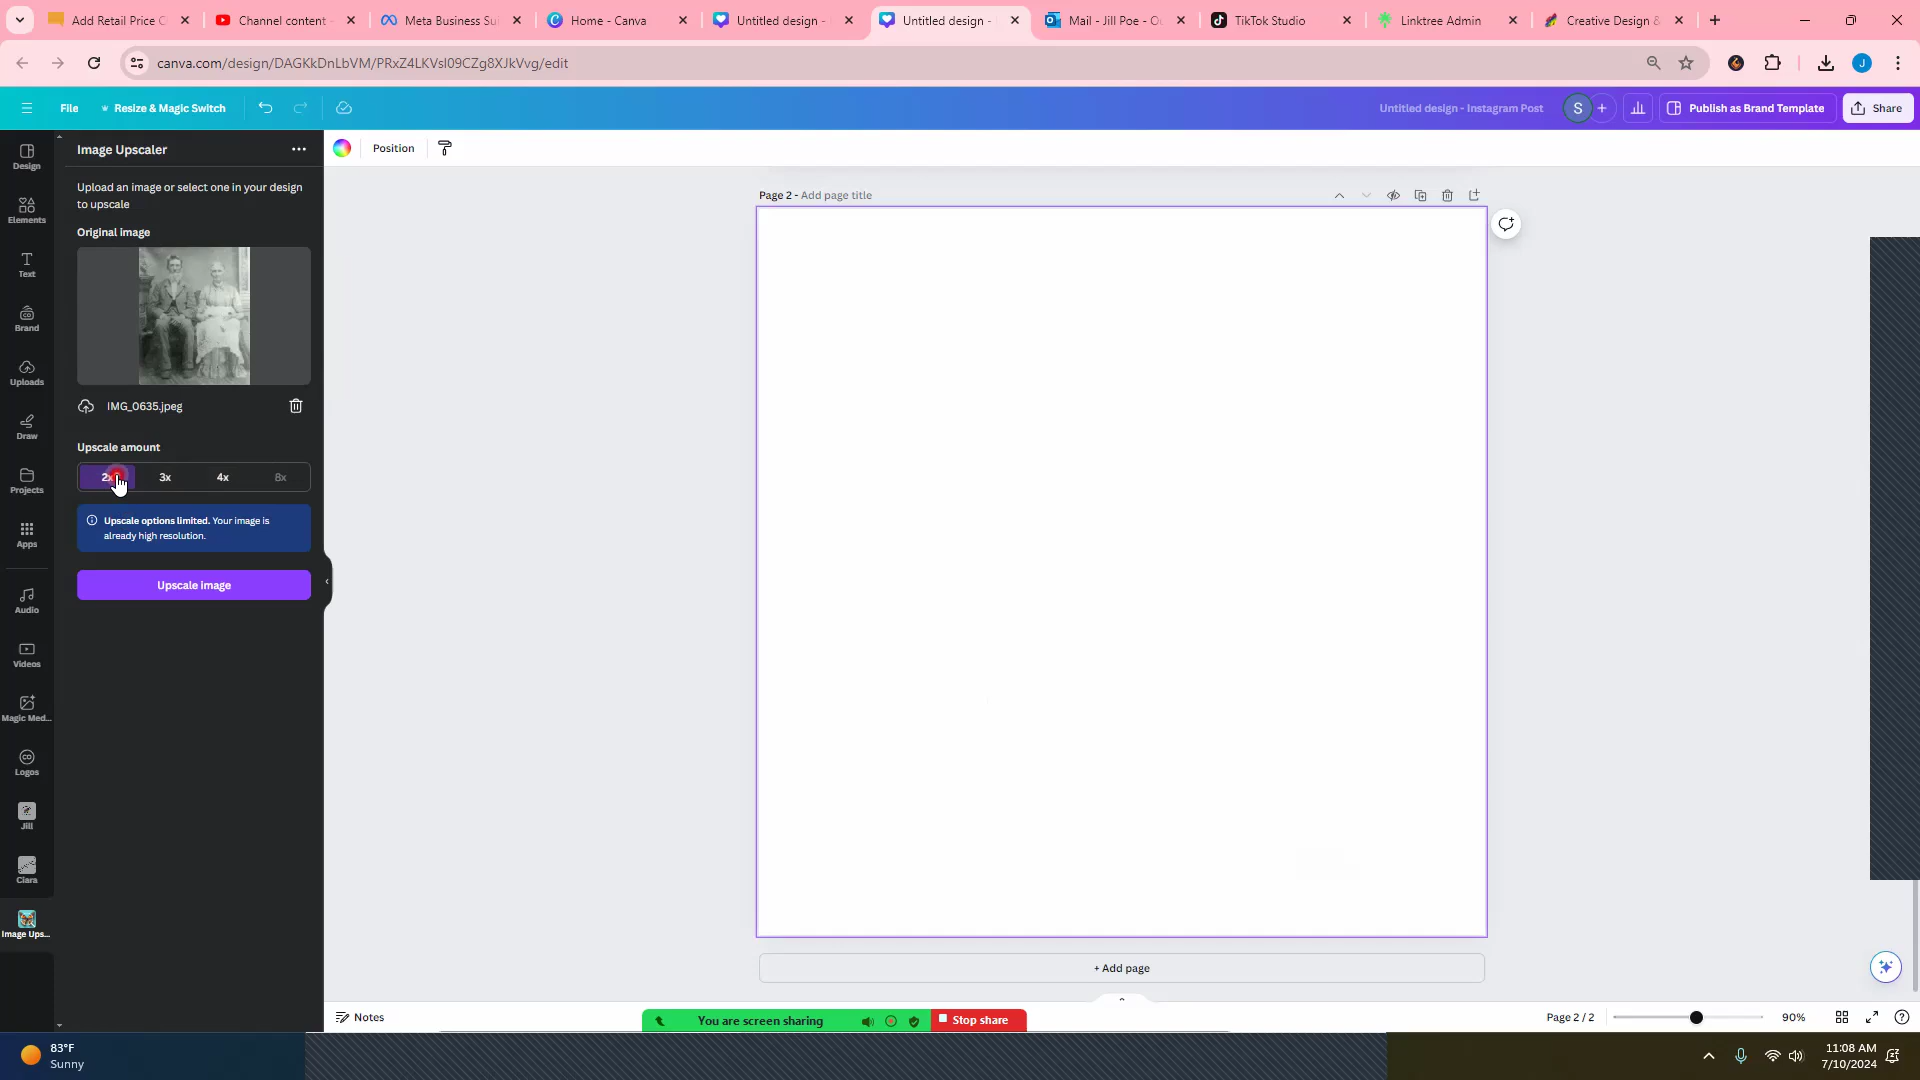 Add Retail Price C
Channel content -
Meta Business Sui
Home - Canva
Untitled design -
Untitled design -
Mail - Jill Poe - Ou
TikTok Studio
Linktree Admin
Creative Design &
canva.com/design/DAGKkDnLbVM/PRxZ4LKVsI09CZg8XJkVvg/edit
J
File
Resize & Magic Switch
Untitled design - Instagram Post
S
Publish as Brand Template
Share
Design
Elements
Text
Brand
Uploads
Draw
Projects
Apps
Audio
Videos
Magic Med...
Logos
Jill
Ciara
Image Ups...
Image Upscaler
Upload an image or select one in your design
to upscale
Original image
IMG_0635.jpeg
Upscale amount
2x
3x
4x
8x
Upscale options limited. Your image is
already high resolution.
Upscale image
Position
Page 2 - Add page title
+ Add page
Notes
You are screen sharing
Stop share
Page 2 / 2
90%
83°F
Sunny
11:08 AM
7/10/2024